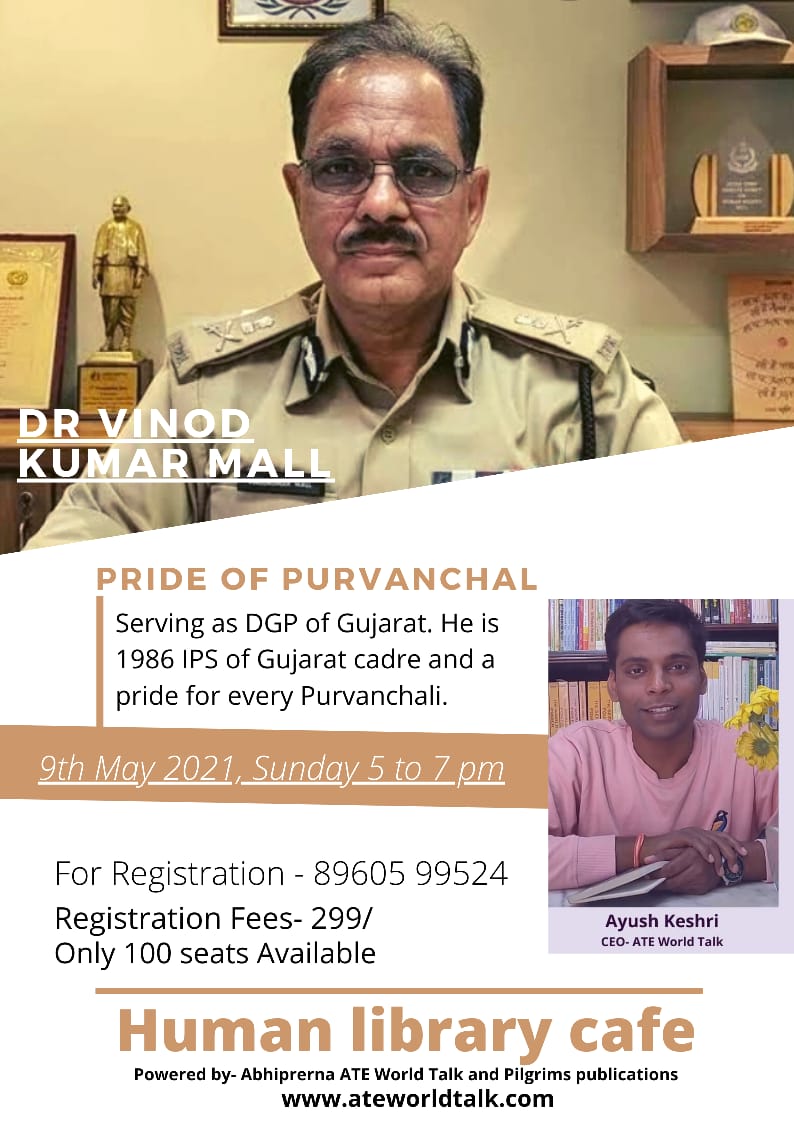 DR VINOD
KUMAR MALL
PRIDE OF PURVANCHAL
Serving as DGP of Gujarat. He is
1986 IPS of Gujarat cadre and a
pride for every Purvanchali.
9th May 2021, Sunday 5 to 7 pm
For Registration - 89605 99524
Registration Fees- 299/
Only 100 seats Available
Ayush Keshri
CEO- ATE World Talk
Human library cafe
Powered by- Abhiprerna ATE World Talk and Pilgrims publications
www.ateworldtalk.com